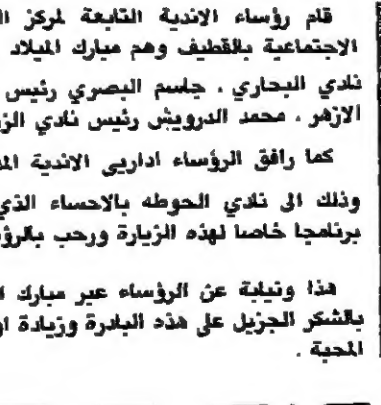 قام رؤساء الاندية التابعة لمركز
الاجتماعية بالقطيف وهم مبارك الميلاد
نادي البحاري . جاسم البصري رئيس
الازهر . محمد الدرويش رئيس نادي
كما رافق الرؤساء اداريي الاندية
وذلك الى نادي الحوطه بالاحساء الذي
برنامجا خاصا لهذه الزيارة ورحب
هذا ونيابة عن الرؤساء عبر مبارك
بالشكر الجزيل على هذه البادرة وزيادة
المحبة .